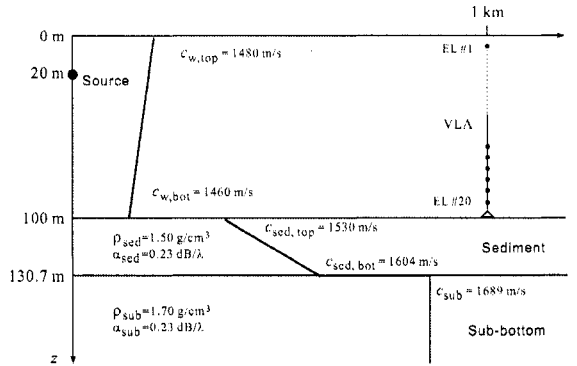 1 km
0 m
EL #1
c_w,top = 1480 m/s
20 m
Source
VLA
c_w,bot = 1460 m/s
EL #20
100 m
ρ_sed=1.50 g/cm³
c_sed, top = 1530 m/s
α_sed=0.23 dB/λ
Sediment
c_sed, bot = 1604 m/s
130.7 m
c_sub = 1689 m/s
ρ_sub=1.70 g/cm³
α_sub=0.23 dB/λ
Sub-bottom
z